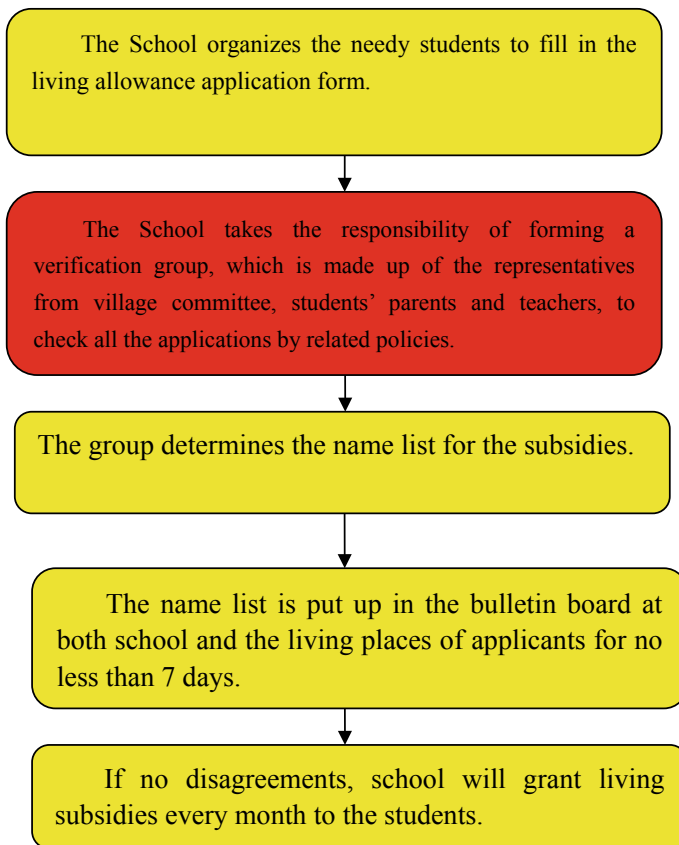 The School organizes the needy students to fill in the
living allowance application form.
The School takes the responsibility of forming a
verification group, which is made up of the representatives
from village committee, students’ parents and teachers, to
check all the applications by related policies.
The group determines the name list for the subsidies.
The name list is put up in the bulletin board at
both school and the living places of applicants for no
less than 7 days.
If no disagreements, school will grant living
subsidies every month to the students.